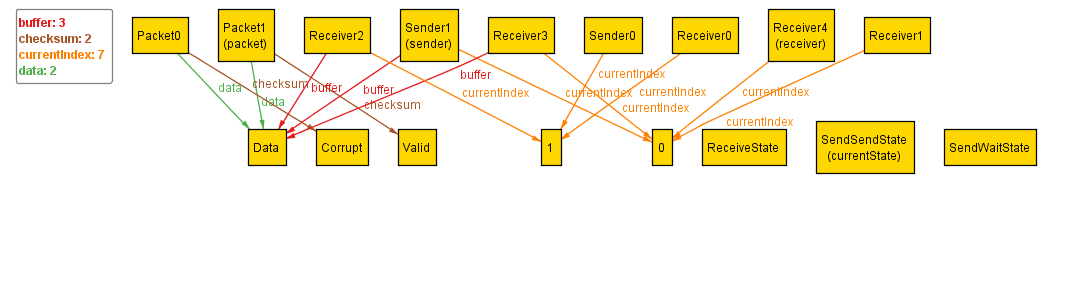 buffer: 3
checksum: 2
currentIndex: 7
data: 2
Packet0
Packet1
(packet)
Receiver2
Sender1
(sender)
Receiver3
Sender0
Receiver0
Receiver4
(receiver)
Receiver1
data
checksum
data
buffer
buffer
checksum
buffer
currentIndex
currentIndex
currentIndex
currentIndex
currentIndex
currentIndex
currentIndex
Data
Corrupt
Valid
1
0
ReceiveState
SendSendState
(currentState)
SendWaitState